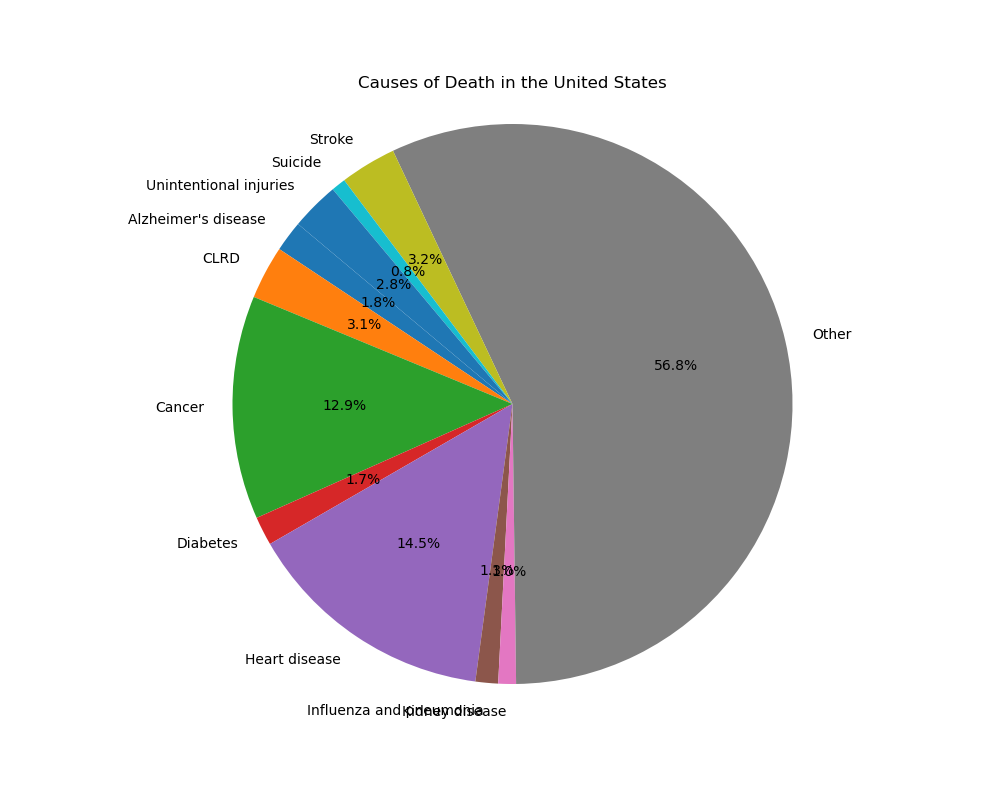 Causes of Death in the United States
Stroke
Suicide
Unintentional injuries
Alzheimer's disease
CLRD
Cancer
Diabetes
Heart disease
Influenza and pneumonia
Kidney disease
Other
3.2%
0.8%
2.8%
1.8%
3.1%
12.9%
1.7%
14.5%
1.3%
1.0%
56.8%